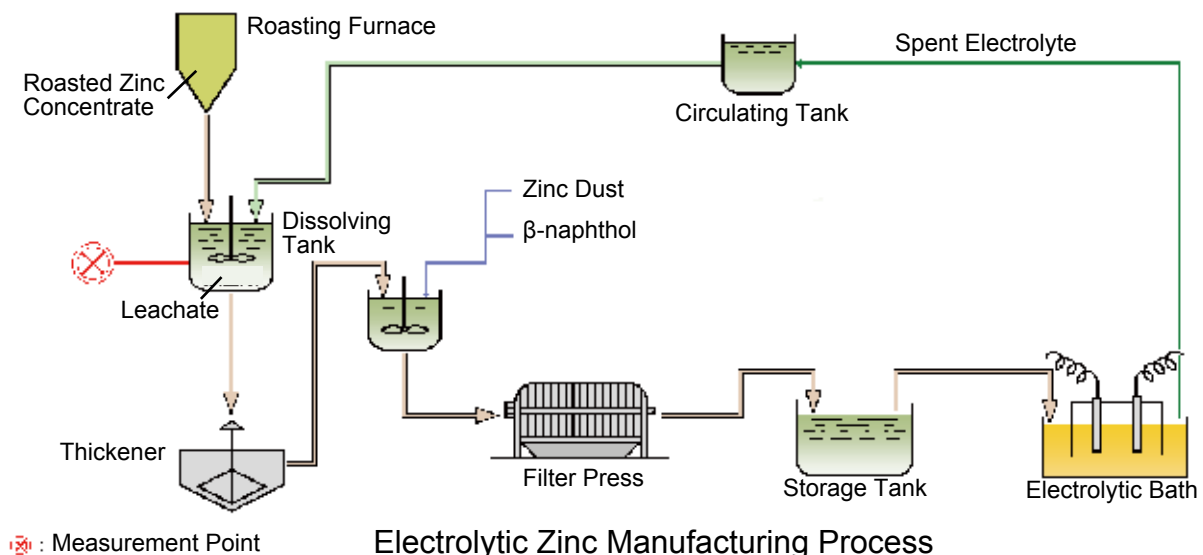 Roasting Furnace
Spent Electrolyte
Roasted Zinc
Concentrate
Circulating Tank
Zinc Dust
Dissolving
Tank
β-naphthol
Leachate
Thickener
Filter Press
Storage Tank
Electrolytic Bath
: Measurement Point
Electrolytic Zinc Manufacturing Process